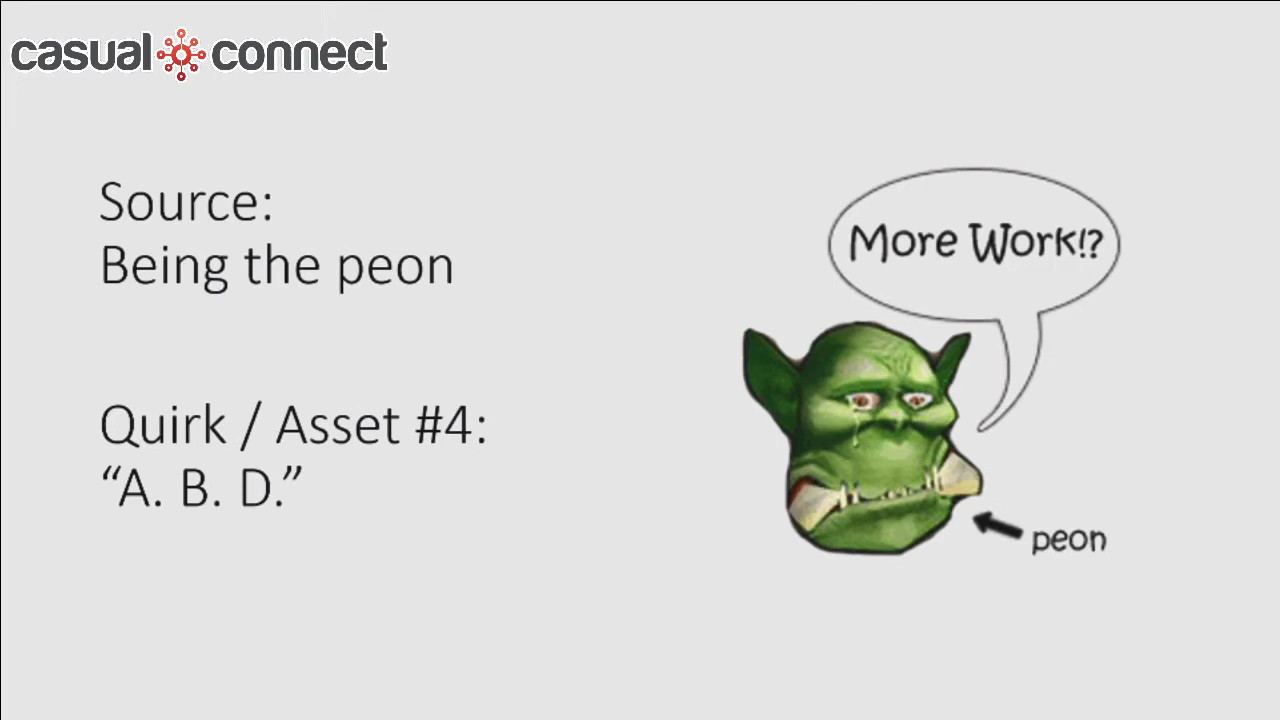 casual connect
Source:
Being the peon
Quirk / Asset #4:
“A. B. D.”
More Work!?
peon